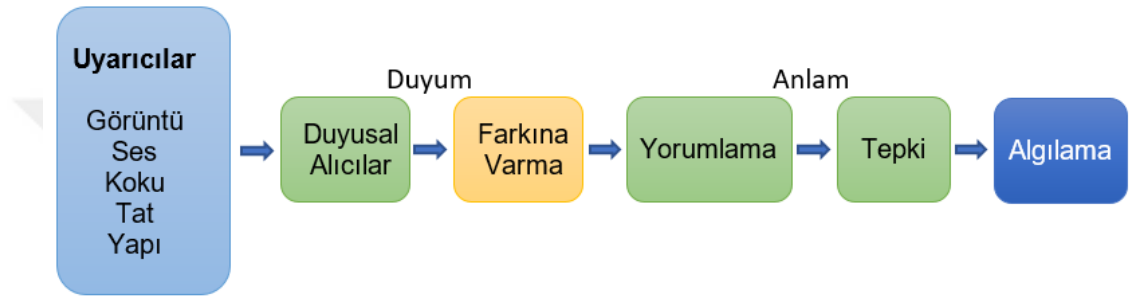 Uyarıcılar
Görüntü
Ses
Koku
Tat
Yapı
Duyum
Duyusal
Alıcılar
Farkına
Varma
Anlam
Yorumlama
Tepki
Algılama